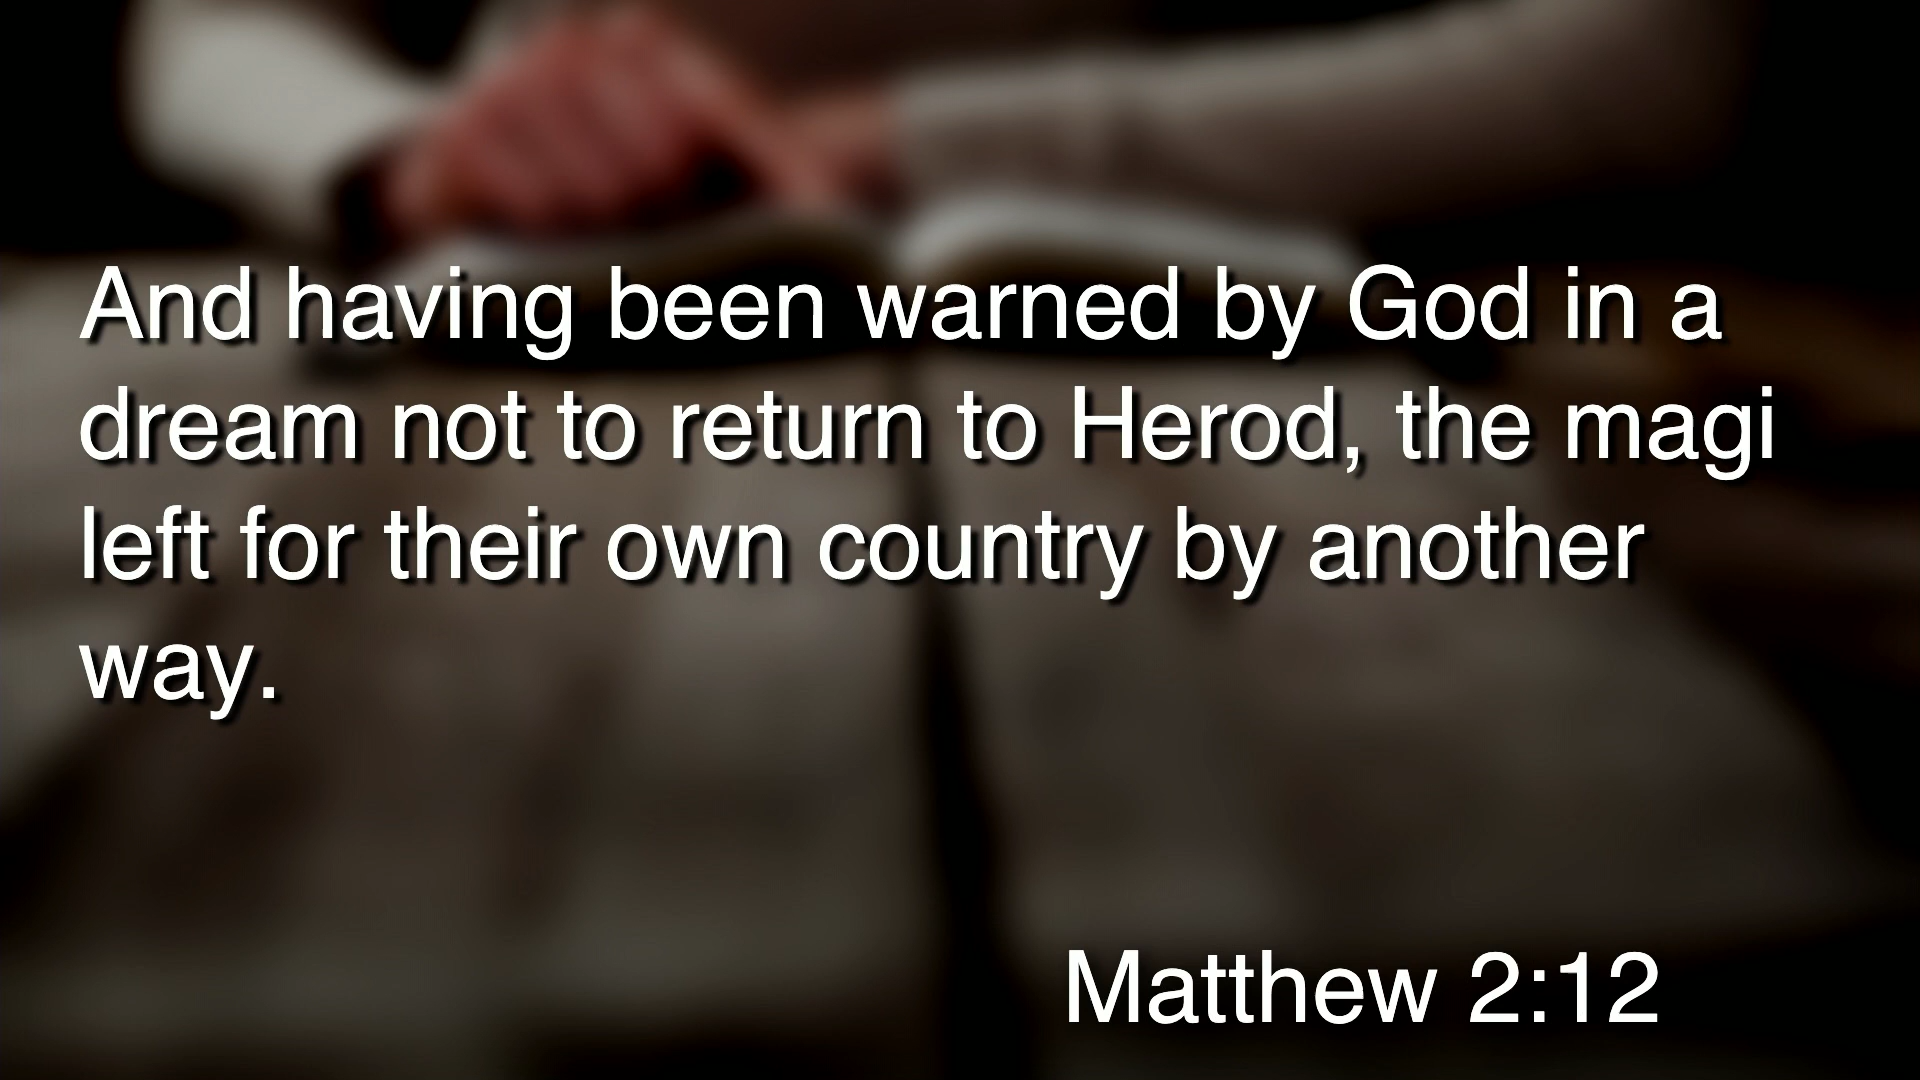 And having been warned by God in a
dream not to return to Herod, the magi
left for their own country by another
way.
Matthew 2:12